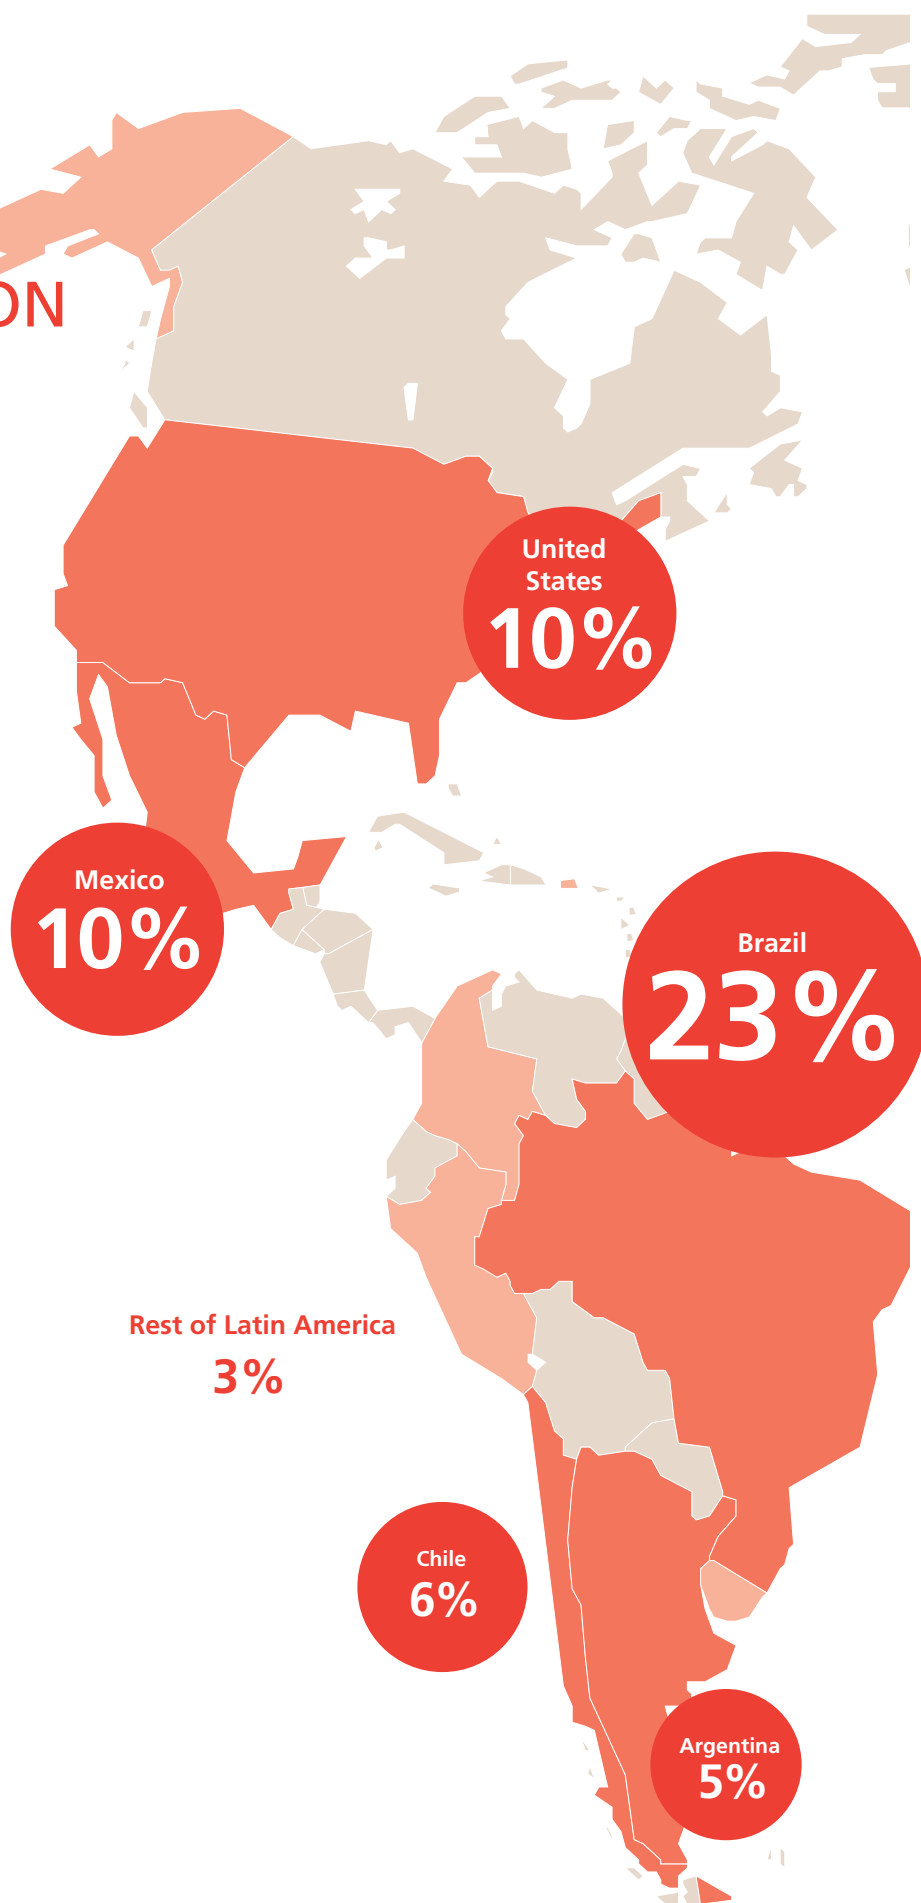 ON
United
States
10%
Mexico
10%
Brazil
23%
Rest of Latin America
3%
Chile
6%
Argentina
5%